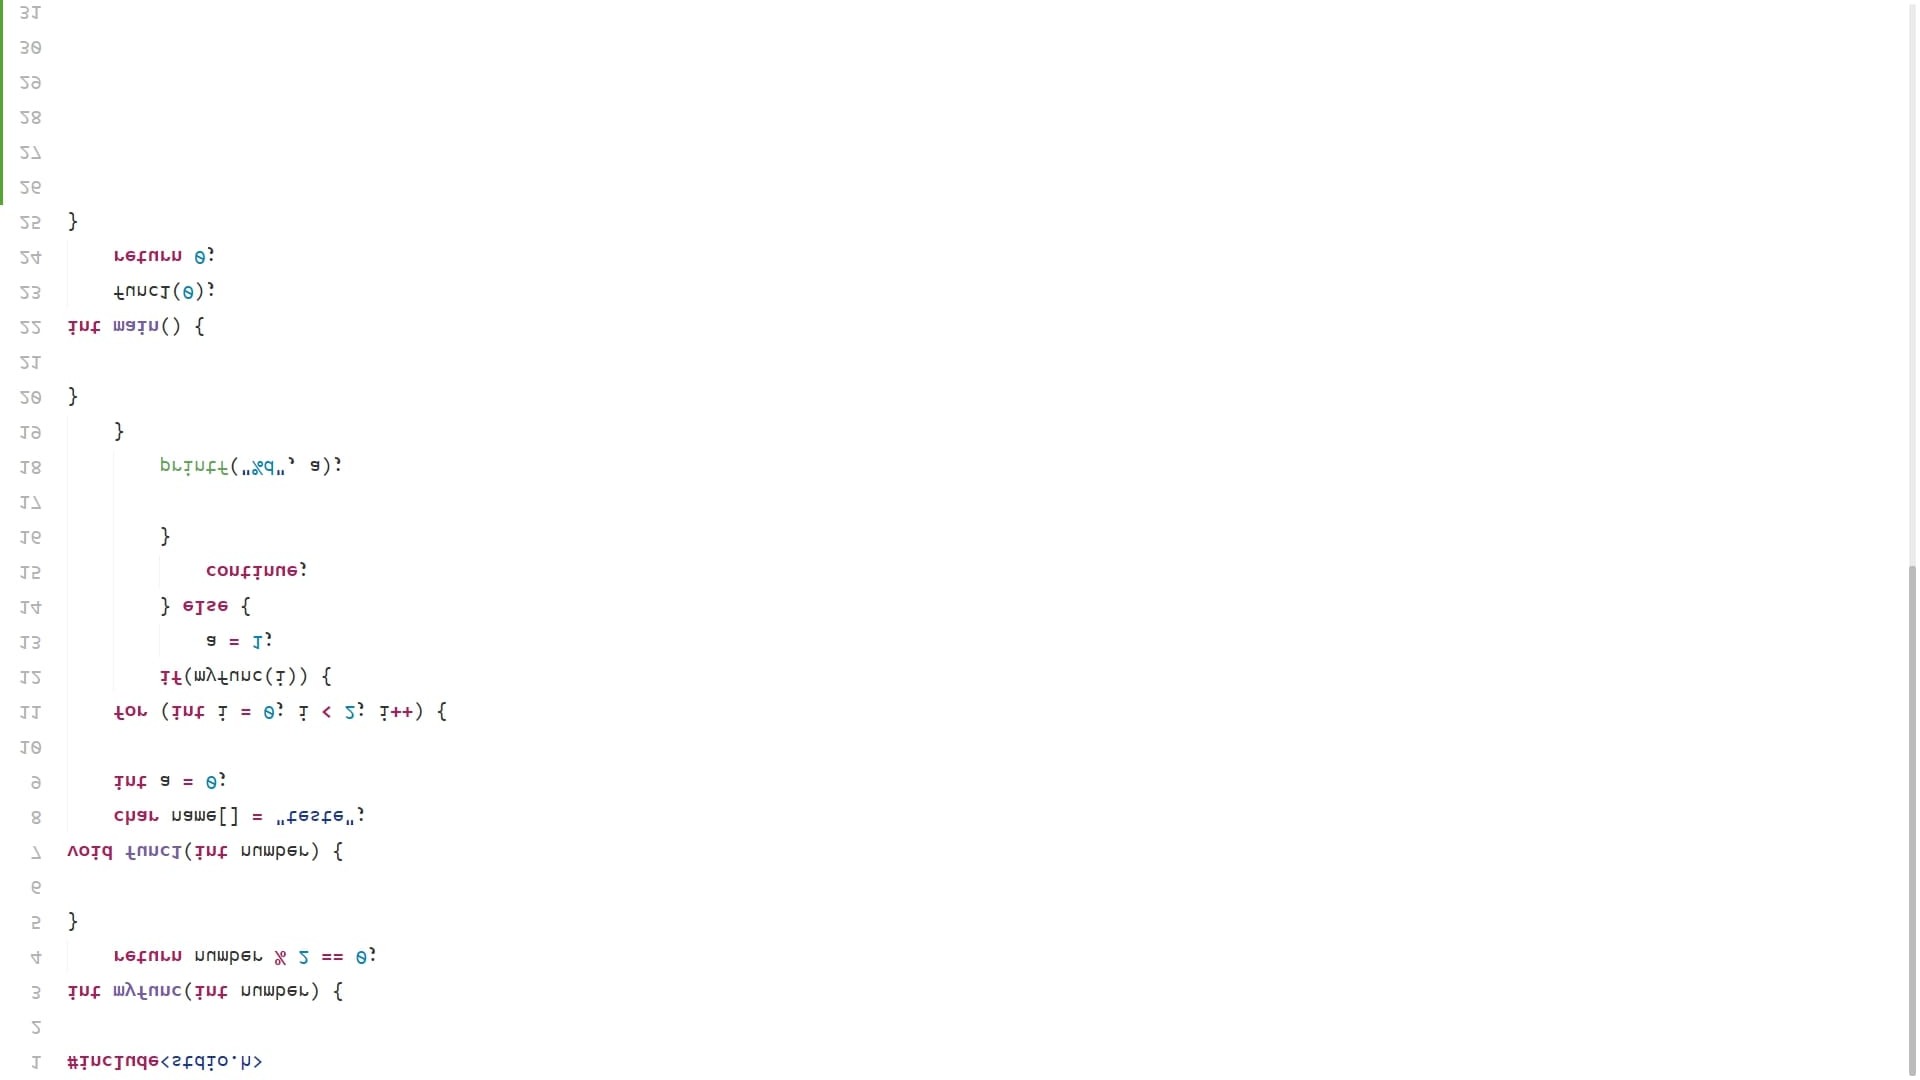 1 #include<stdio.h>
2
3 int myfunc(int number) {
4     return number % 2 == 0;
5 }
6
7 void func1(int number) {
8     char name[] = "teste";
9     int a = 0;
10
11     for (int i = 0; i < 2; i++) {
12         if(myfunc(i)) {
13             a = 1;
14         } else {
15             continue;
16         }
17
18         printf("%d", a);
19     }
20 }
21
22 int main() {
23     func1(0);
24     return 0;
25 }
26
27
28
29
30
31